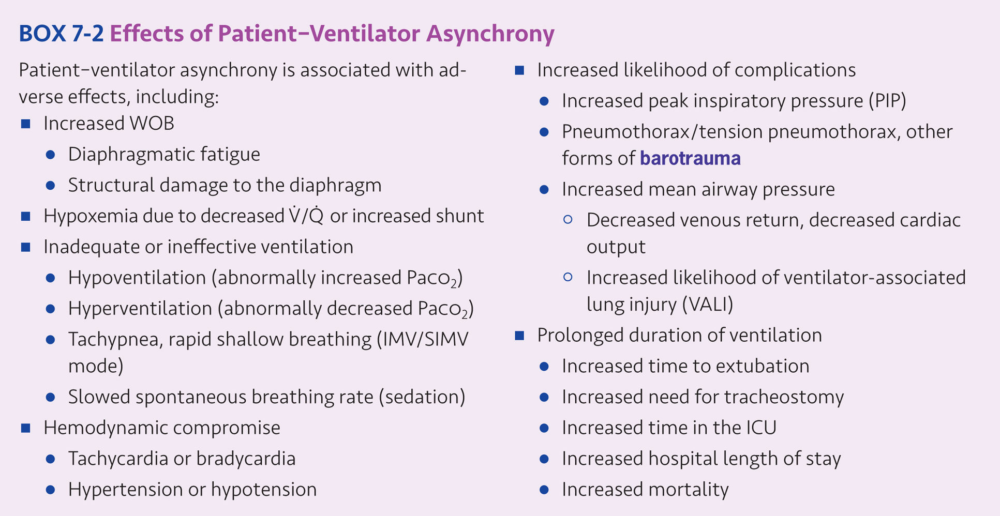 BOX 7-2 Effects of Patient–Ventilator Asynchrony
Patient–ventilator asynchrony is associated with ad-
verse effects, including:
■ Increased WOB
● Diaphragmatic fatigue
● Structural damage to the diaphragm
■ Hypoxemia due to decreased V̇/Q̇ or increased shunt
■ Inadequate or ineffective ventilation
● Hypoventilation (abnormally increased PaCO₂)
● Hyperventilation (abnormally decreased PaCO₂)
● Tachypnea, rapid shallow breathing (IMV/SIMV
mode)
● Slowed spontaneous breathing rate (sedation)
■ Hemodynamic compromise
● Tachycardia or bradycardia
● Hypertension or hypotension
■ Increased likelihood of complications
● Increased peak inspiratory pressure (PIP)
● Pneumothorax/tension pneumothorax, other
forms of barotrauma
● Increased mean airway pressure
○ Decreased venous return, decreased cardiac
output
○ Increased likelihood of ventilator-associated
lung injury (VALI)
■ Prolonged duration of ventilation
● Increased time to extubation
● Increased need for tracheostomy
● Increased time in the ICU
● Increased hospital length of stay
● Increased mortality